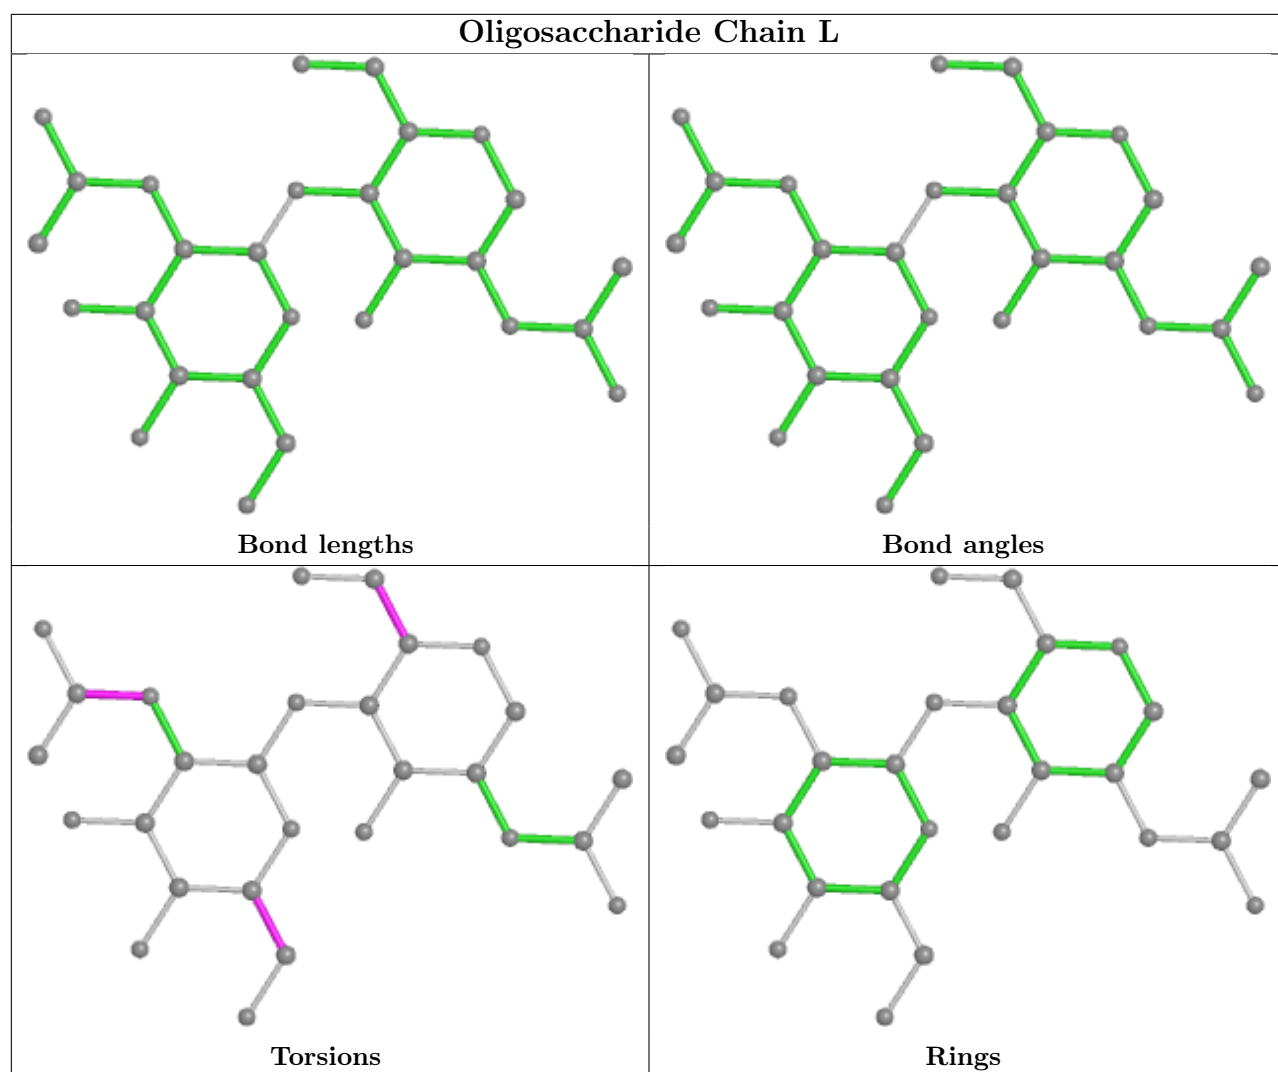 Oligosaccharide Chain L
Bond lengths
Bond angles
Torsions
Rings